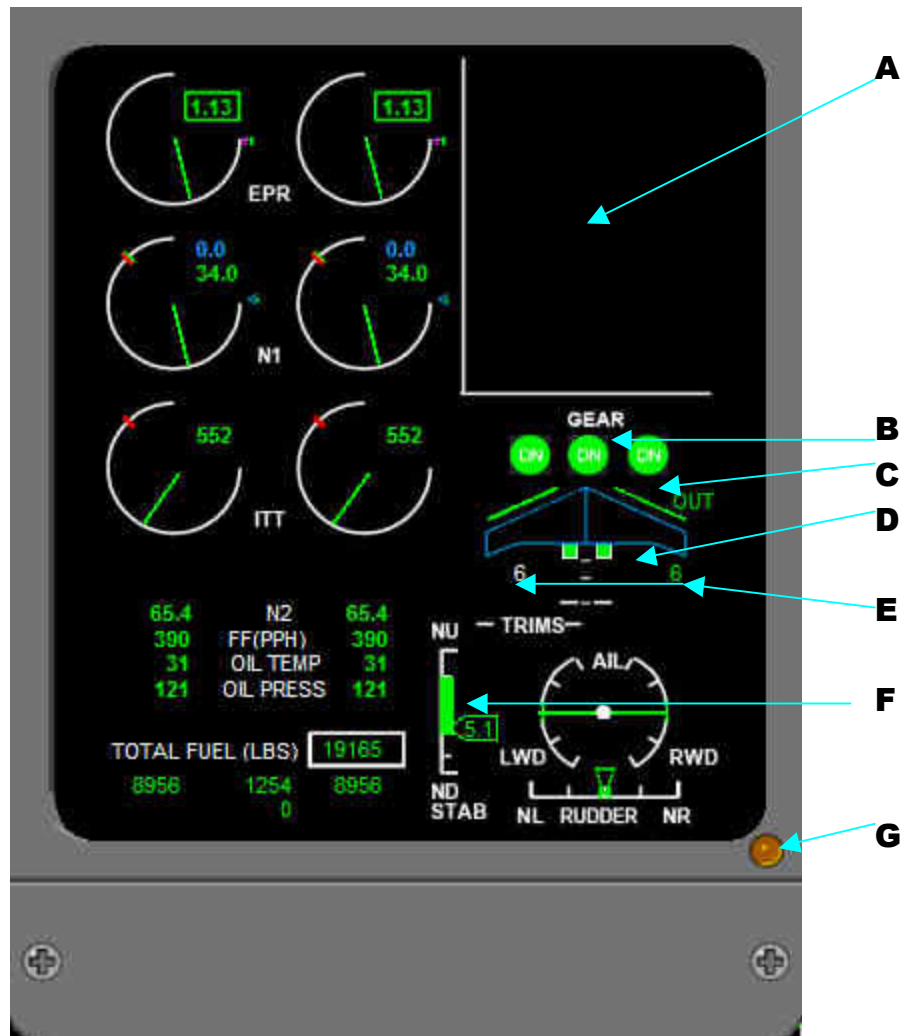 A
1.13 1.13
EPR
0.0 0.0
34.0 34.0
N1
GEAR
B
DN DN DN
552 552
C
OUT
ITT
D
6 6
E
65.4 N2 65.4
TRIMS
390 FF(PPH) 390
NU
31 OIL TEMP 31
AIL
121 OIL PRESS 121
F
5.1
TOTAL FUEL (LBS) 19165
LWD RWD
8956 1254 8956
ND
0
STAB
NL RUDDER NR
G